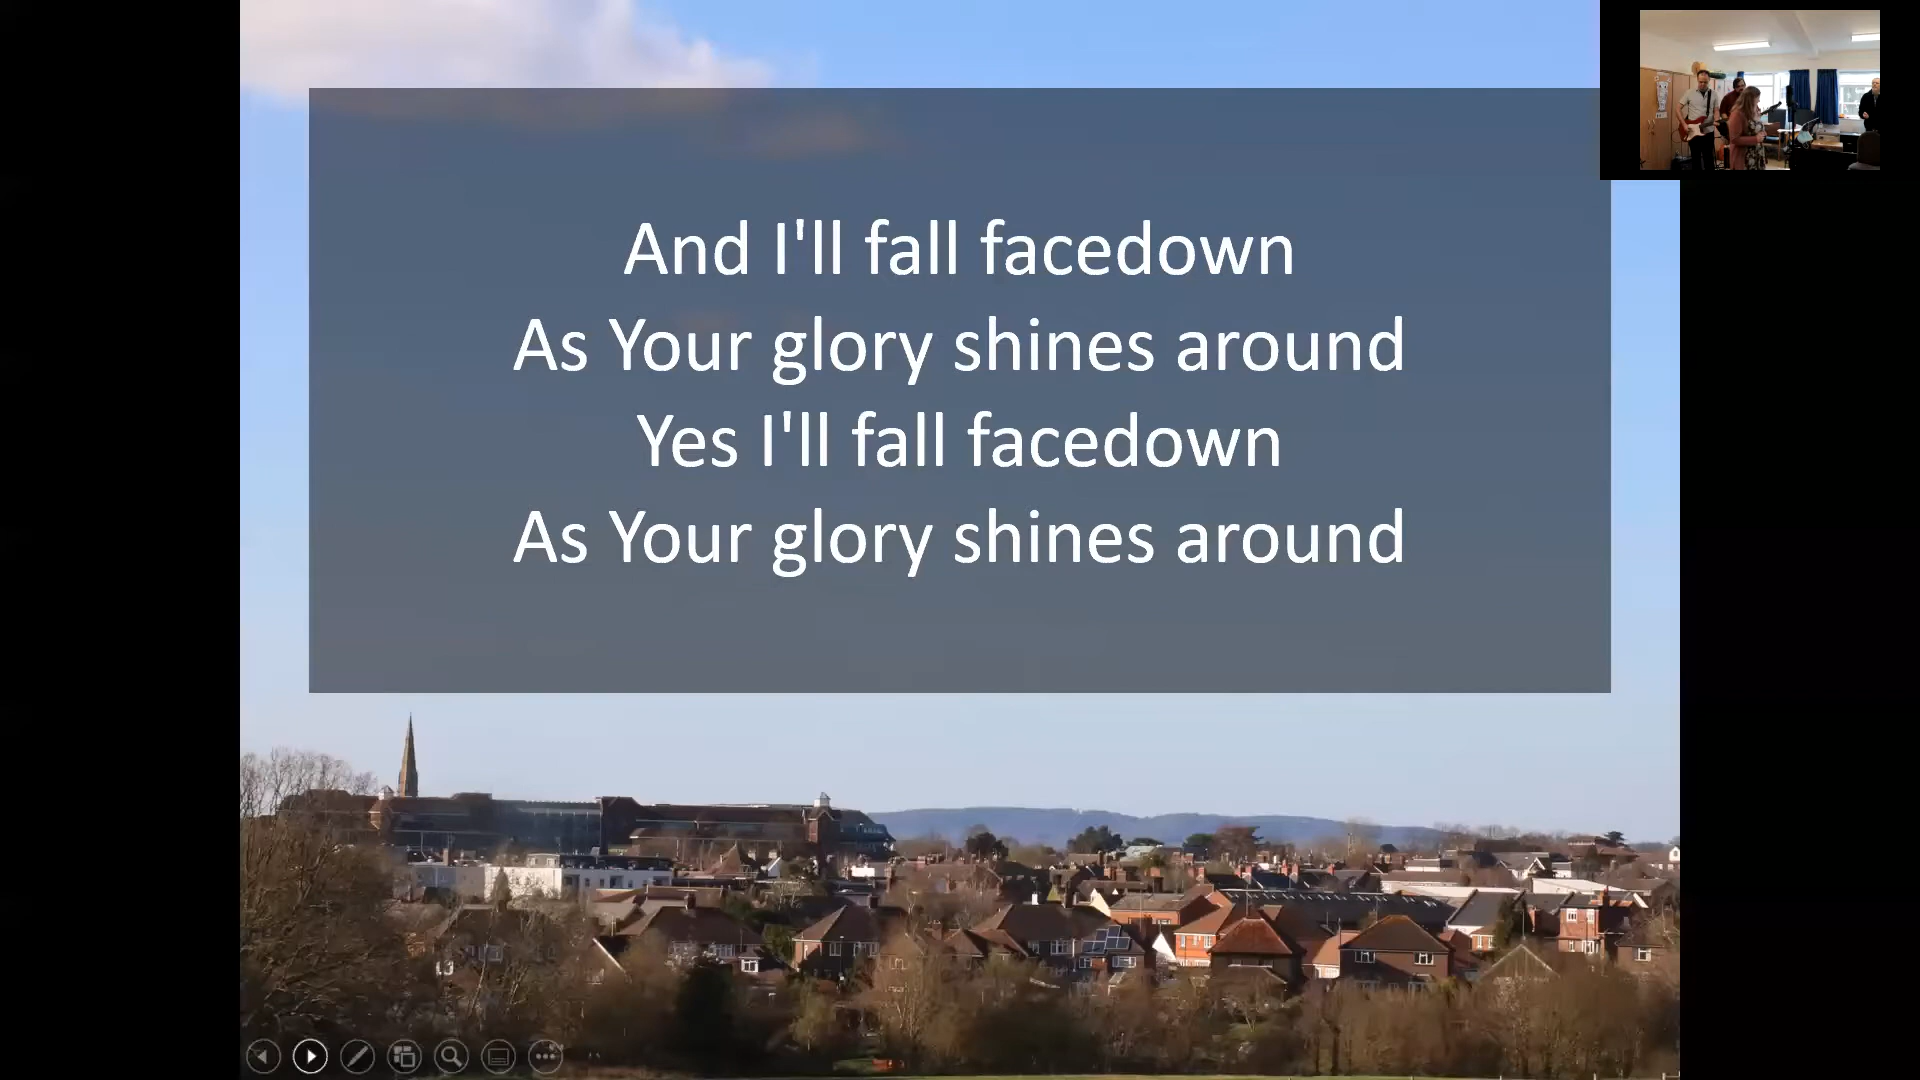 And I'll fall facedown
As Your glory shines around
Yes I'll fall facedown
As Your glory shines around